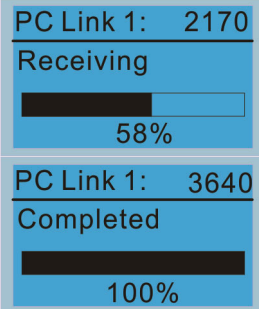 PC Link 1: 2170
Receiving
58%
PC Link 1: 3640
Completed
100%